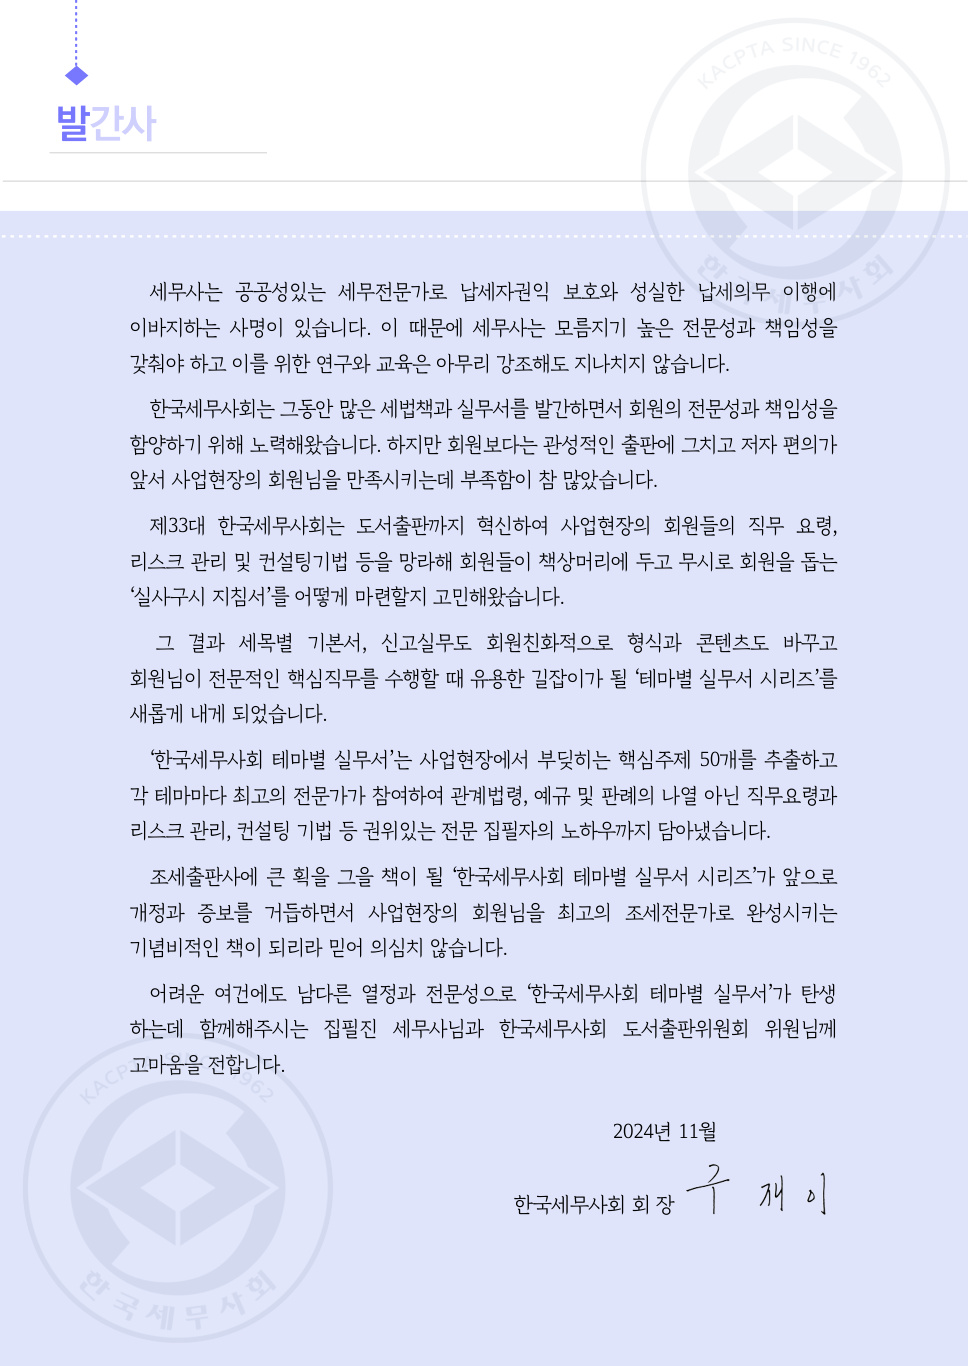 KACPTA SINCE 1962
발간사
한국세무사회
세무사는 공공성있는 세무전문가로 납세자권익 보호와 성실한 납세의무 이행에
이바지하는 사명이 있습니다. 이 때문에 세무사는 모름지기 높은 전문성과 책임성을
갖춰야 하고 이를 위한 연구와 교육은 아무리 강조해도 지나치지 않습니다.
한국세무사회는 그동안 많은 세법책과 실무서를 발간하면서 회원의 전문성과 책임성을
함양하기 위해 노력해왔습니다. 하지만 회원보다는 관성적인 출판에 그치고 저자 편의가
앞서 사업현장의 회원님을 만족시키는데 부족함이 참 많았습니다.
제33대 한국세무사회는 도서출판까지 혁신하여 사업현장의 회원들의 직무 요령,
리스크 관리 및 컨설팅기법 등을 망라해 회원들이 책상머리에 두고 무시로 회원을 돕는
‘실사구시 지침서’를 어떻게 마련할지 고민해왔습니다.
그 결과 세목별 기본서, 신고실무도 회원친화적으로 형식과 콘텐츠도 바꾸고
회원님이 전문적인 핵심직무를 수행할 때 유용한 길잡이가 될 ‘테마별 실무서 시리즈’를
새롭게 내게 되었습니다.
‘한국세무사회 테마별 실무서’는 사업현장에서 부딪히는 핵심주제 50개를 추출하고
각 테마마다 최고의 전문가가 참여하여 관계법령, 예규 및 판례의 나열 아닌 직무요령과
리스크 관리, 컨설팅 기법 등 권위있는 전문 집필자의 노하우까지 담아냈습니다.
조세출판사에 큰 획을 그을 책이 될 ‘한국세무사회 테마별 실무서 시리즈’가 앞으로
개정과 증보를 거듭하면서 사업현장의 회원님을 최고의 조세전문가로 완성시키는
기념비적인 책이 되리라 믿어 의심치 않습니다.
어려운 여건에도 남다른 열정과 전문성으로 ‘한국세무사회 테마별 실무서’가 탄생
하는데 함께해주시는 집필진 세무사님과 한국세무사회 도서출판위원회 위원님께
고마움을 전합니다.
KACPTA 1962
2024년 11월
한국세무사회 회 장 구 재 이
한국세무사회